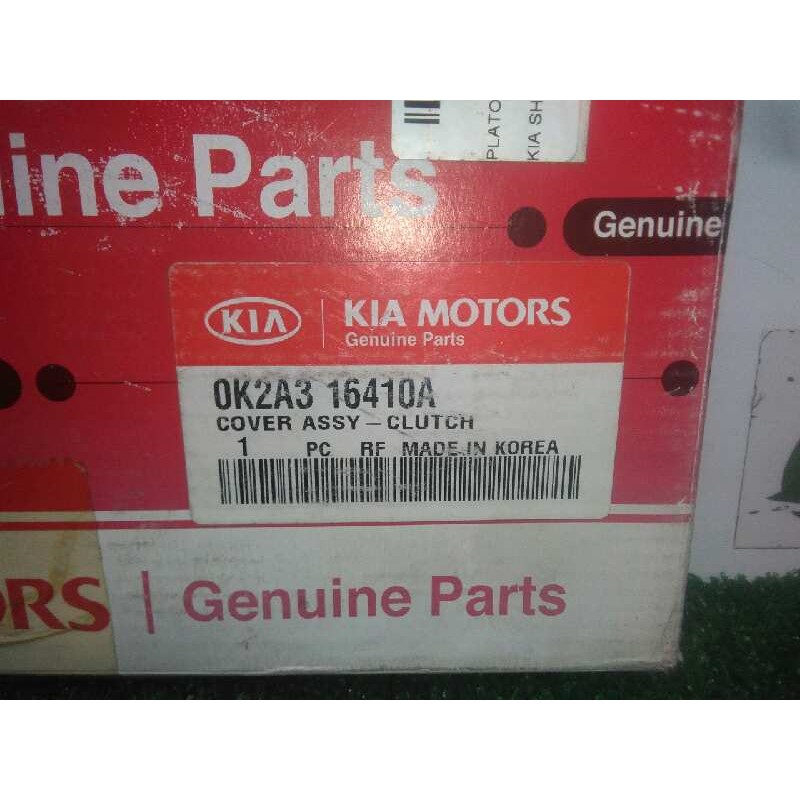 PLATO
KIA SH
ine Parts
Genuine
KIA
KIA MOTORS
Genuine Parts
0K2A3 16410A
COVER ASSY-CLUTCH
1 PC RF MADE IN KOREA
ORS | Genuine Parts